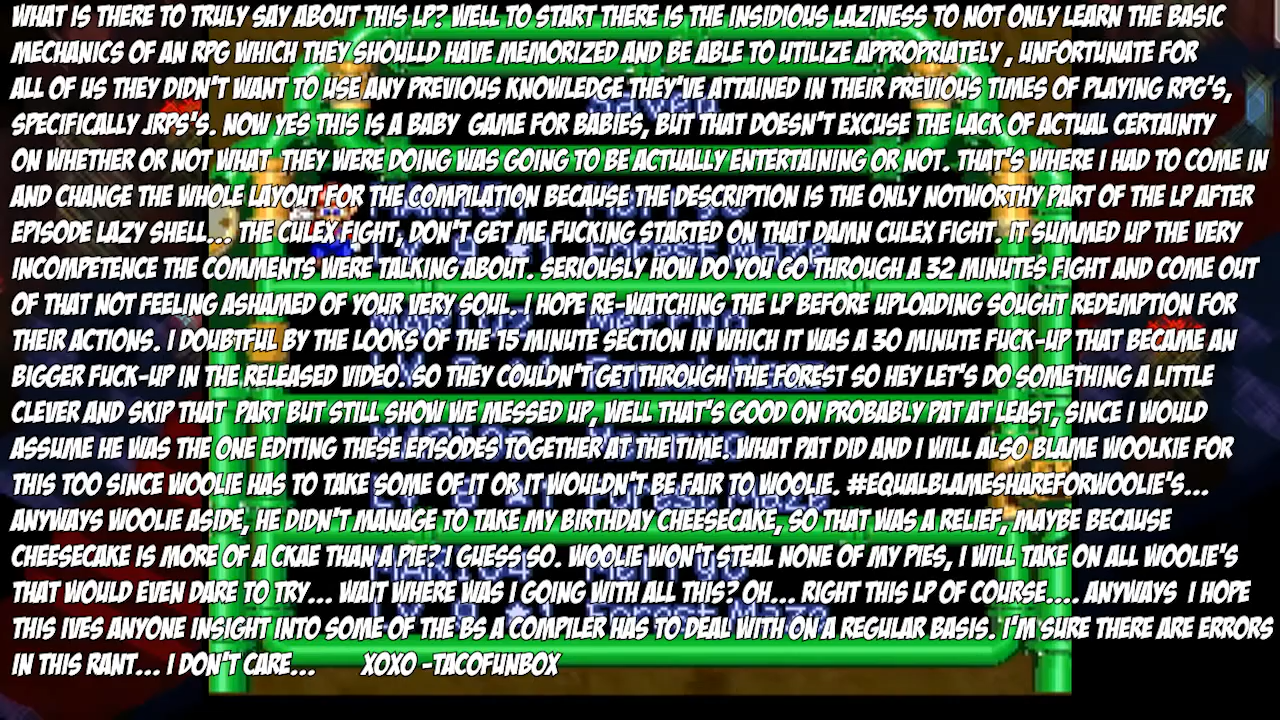 WHAT IS THERE TO TRULY SAY ABOUT THIS LP? WELL TO START THERE IS THE INSIDIOUS LAZINESS TO NOT ONLY LEARN THE BASIC
MECHANICS OF AN RPG WHICH THEY SHOULD HAVE MEMORIZED AND BE ABLE TO UTILIZE APPROPRIATELY , UNFORTUNATE FOR
ALL OF US THEY DIDN'T WANT TO USE ANY PREVIOUS KNOWLEDGE THEY'VE ATTAINED IN THEIR PREVIOUS TIMES OF PLAYING RPG'S,
SPECIFICALLY JRPS'S. NOW YES THIS IS A BABY GAME FOR BABIES, BUT THAT DOESN'T EXCUSE THE LACK OF ACTUAL CERTAINTY
ON WHETHER OR NOT WHAT THEY WERE DOING WAS GOING TO BE ACTUALLY ENTERTAINING OR NOT. THAT'S WHERE I HAD TO COME IN
AND CHANGE THE WHOLE LAYOUT FOR THE COMPILATION BECAUSE THE DESCRIPTION IS THE ONLY NOTWORTHY PART OF THE LP AFTER
EPISODE LAZY SHELL... THE CULEX FIGHT, DON'T GET ME FUCKING STARTED ON THAT DAMN CULEX FIGHT. IT SUMMED UP THE VERY
INCOMPETENCE THE COMMENTS WERE TALKING ABOUT. SERIOUSLY HOW DO YOU GO THROUGH A 32 MINUTES FIGHT AND COME OUT
OF THAT NOT FEELING ASHAMED OF YOUR VERY SOUL. I HOPE RE-WATCHING THE LP BEFORE UPLOADING SOUGHT REDEMPTION FOR
THEIR ACTIONS. I DOUBTFUL BY THE LOOKS OF THE 15 MINUTE SECTION IN WHICH IT WAS A 30 MINUTE FUCK-UP THAT BECAME AN
BIGGER FUCK-UP IN THE RELEASED VIDEO. SO THEY COULDN'T GET THROUGH THE FOREST SO HEY LET'S DO SOMETHING A LITTLE
CLEVER AND SKIP THAT PART BUT STILL SHOW WE MESSED UP, WELL THAT'S GOOD ON PROBABLY PAT AT LEAST, SINCE I WOULD
ASSUME HE WAS THE ONE EDITING THESE EPISODES TOGETHER AT THE TIME! WHAT PAT DID AND I WILL ALSO BLAME WOOLKIE FOR
THIS TOO SINCE WOOLIE HAS TO TAKE SOME OF IT OR IT WOULDN'T BE FAIR TO WOOLIE. #EQUALBLAMESHAREFORWOOLIE'S...
ANYWAYS WOOLIE ASIDE, HE DIDN'T MANAGE TO TAKE MY BIRTHDAY CHEESECAKE, SO THAT WAS A RELIEF, MAYBE BECAUSE
CHEESECAKE IS MORE OF A CKAE THAN A PIE? I GUESS SO. WOOLIE WON'T STEAL NONE OF MY PIES, I WILL TAKE ON ALL WOOLIE'S
THAT WOULD EVEN DARE TO TRY... WAIT WHERE WAS I GOING WITH ALL THIS? OH... RIGHT THIS LP OF COURSE.... ANYWAYS I HOPE
THIS IVES ANYONE INSIGHT INTO SOME OF THE BS A COMPILER HAS TO DEAL WITH ON A REGULAR BASIS. I'M SURE THERE ARE ERRORS
IN THIS RANT... I DON'T CARE... XOXO -TACOFUNBOX